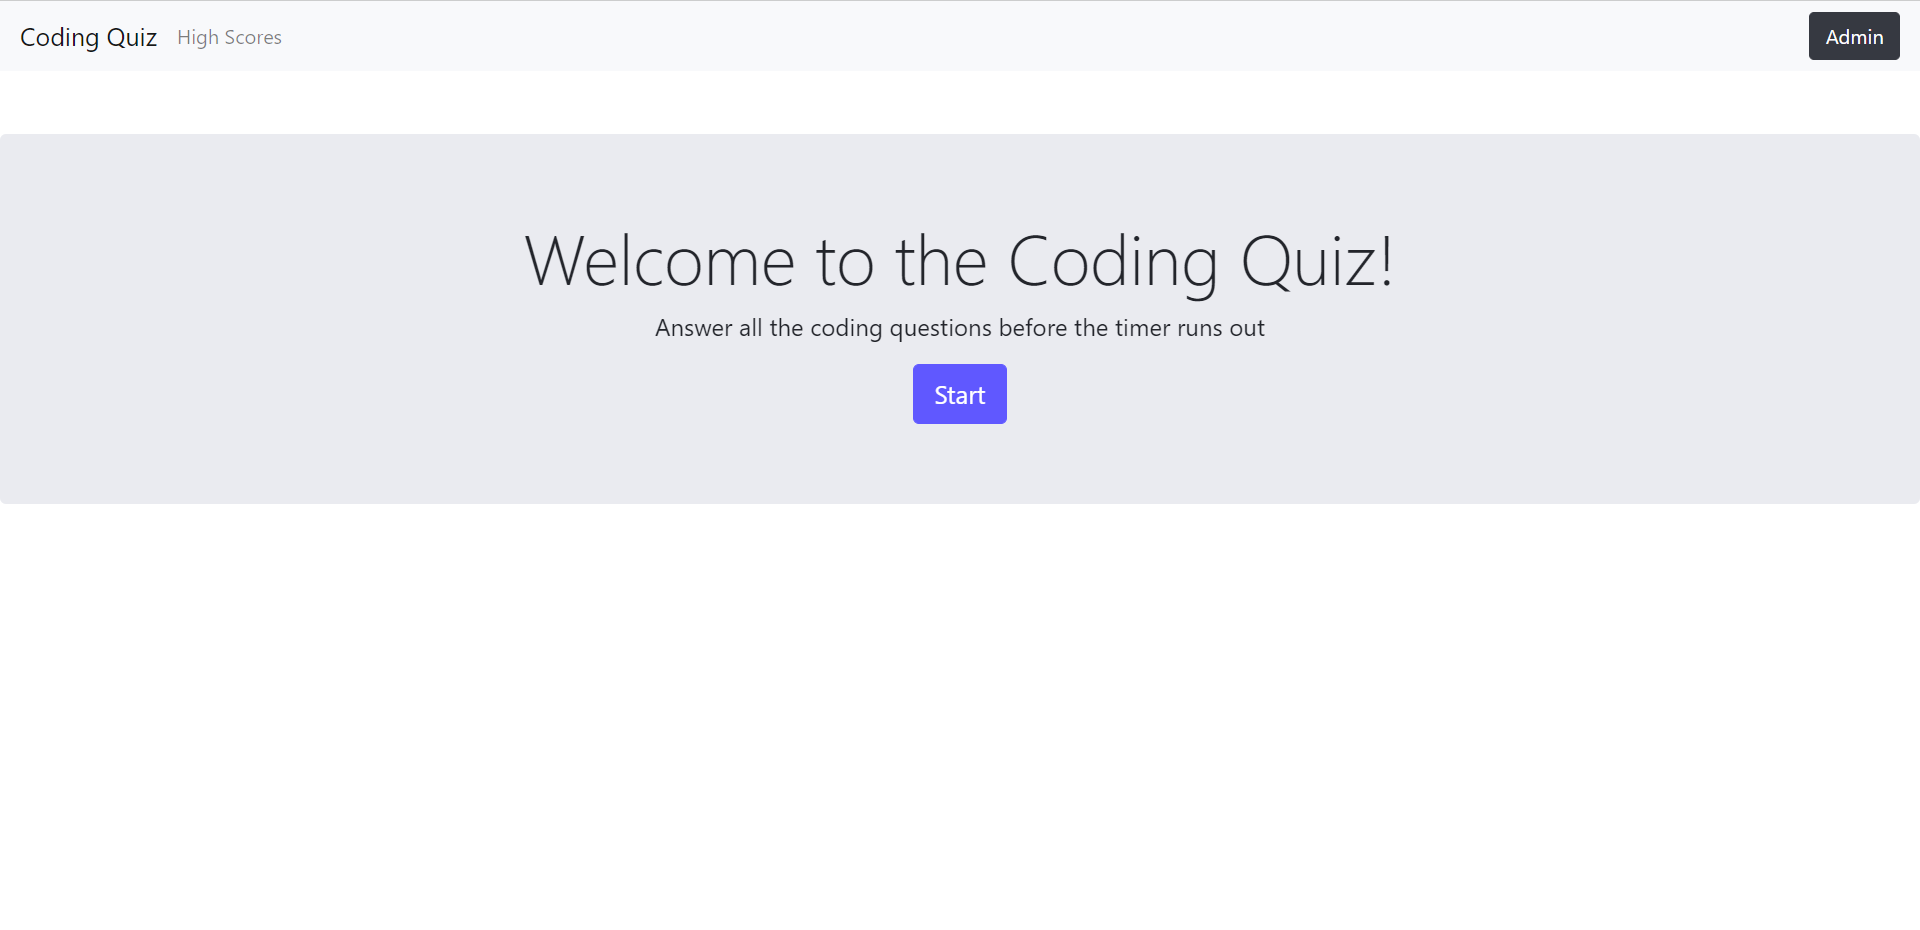 Coding Quiz High Scores Admin
Welcome to the Coding Quiz!
Answer all the coding questions before the timer runs out
Start